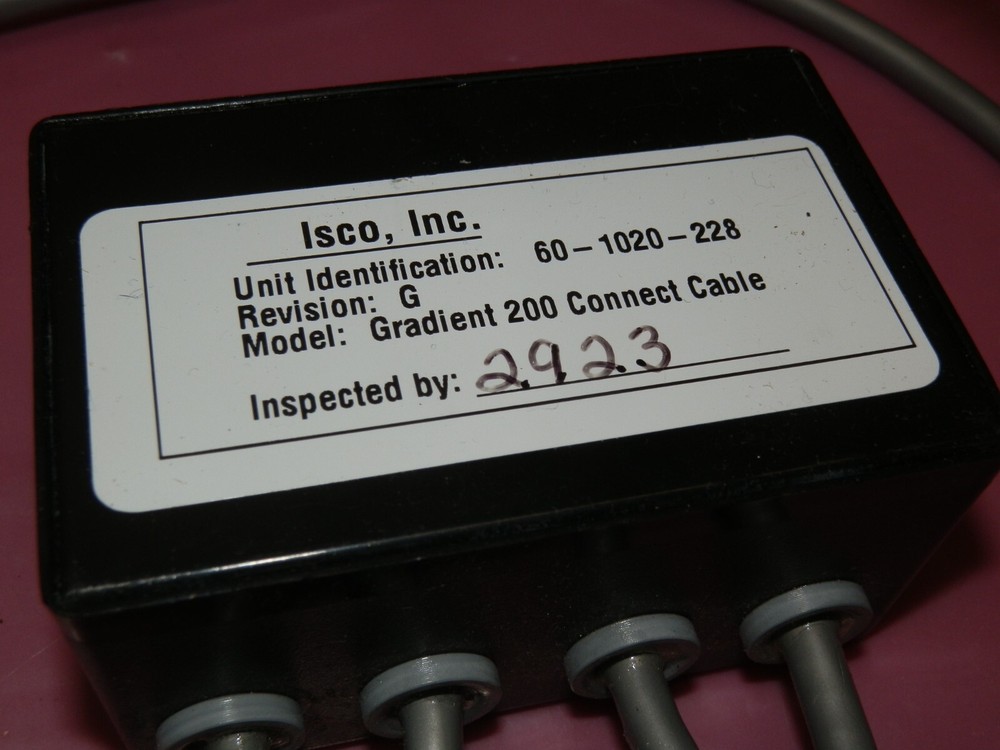 Isco, Inc.
Unit Identification: 60-1020-228
Revision: G
Model: Gradient 200 Connect Cable
Inspected by: 2923